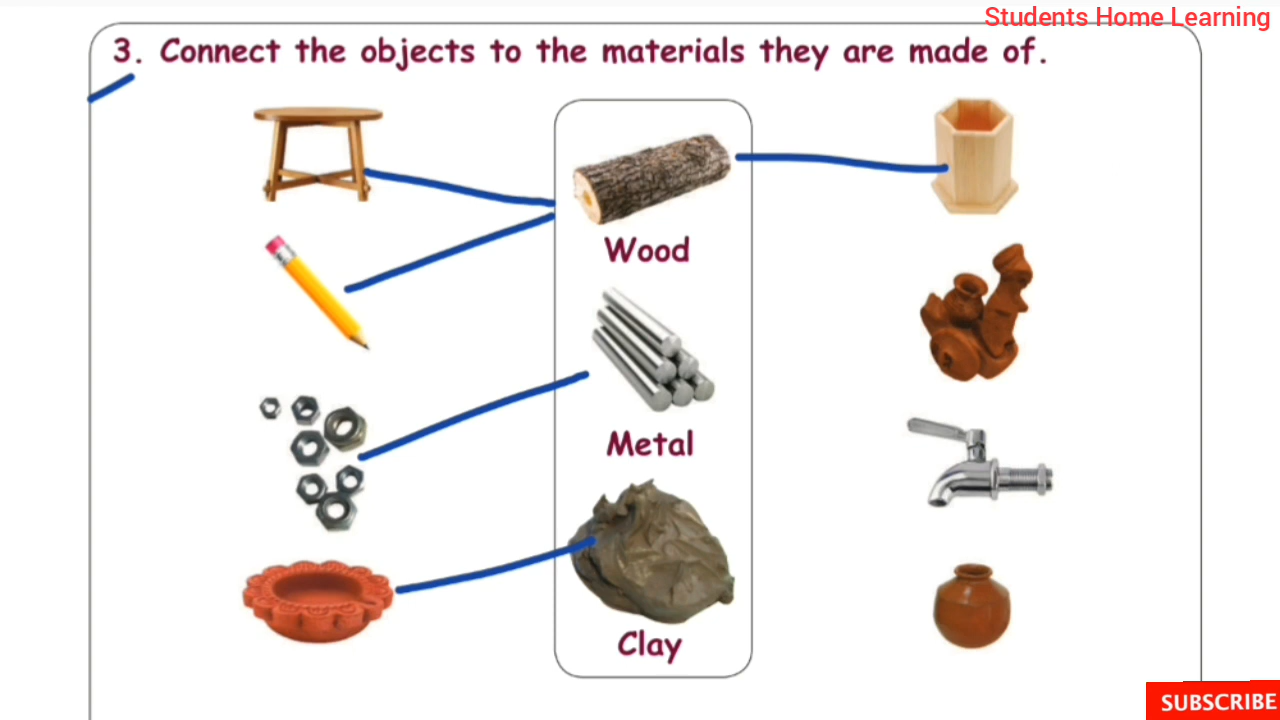 Students Home Learning
3. Connect the objects to the materials they are made of.
Wood
Metal
Clay
SUBSCRIBE